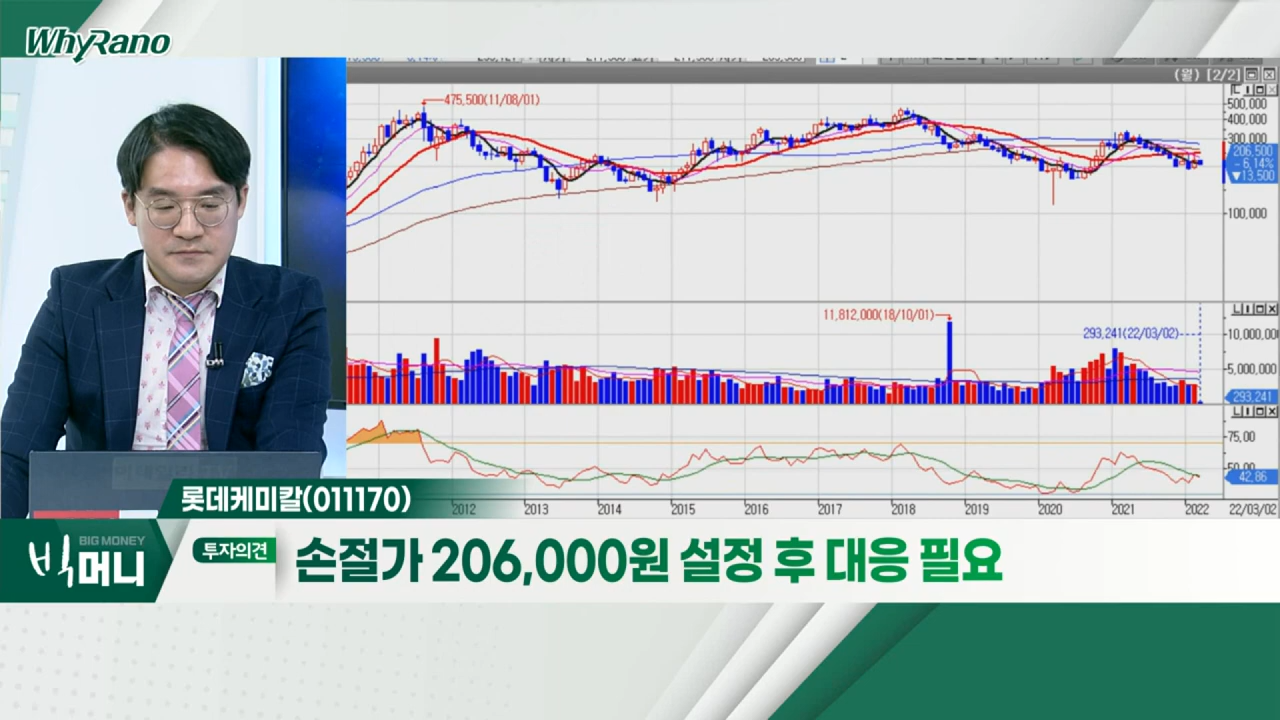 WhyRano
(월) [2/2]
475,500(11/08/01)
500,000
400,000
300,000
206,500
- 6,14%
▼13,500
100,000
11,812,000(18/10/01)
293,241(22/03/02)
10,000,00
5,000,000
293,241
75,00
50,00
42,86
2012 2013 2014 2015 2016 2017 2018 2019 2020 2021 2022 22/03/02
롯데케미칼(011170)
BIG MONEY
빅머니
투자의견
손절가 206,000원 설정 후 대응 필요